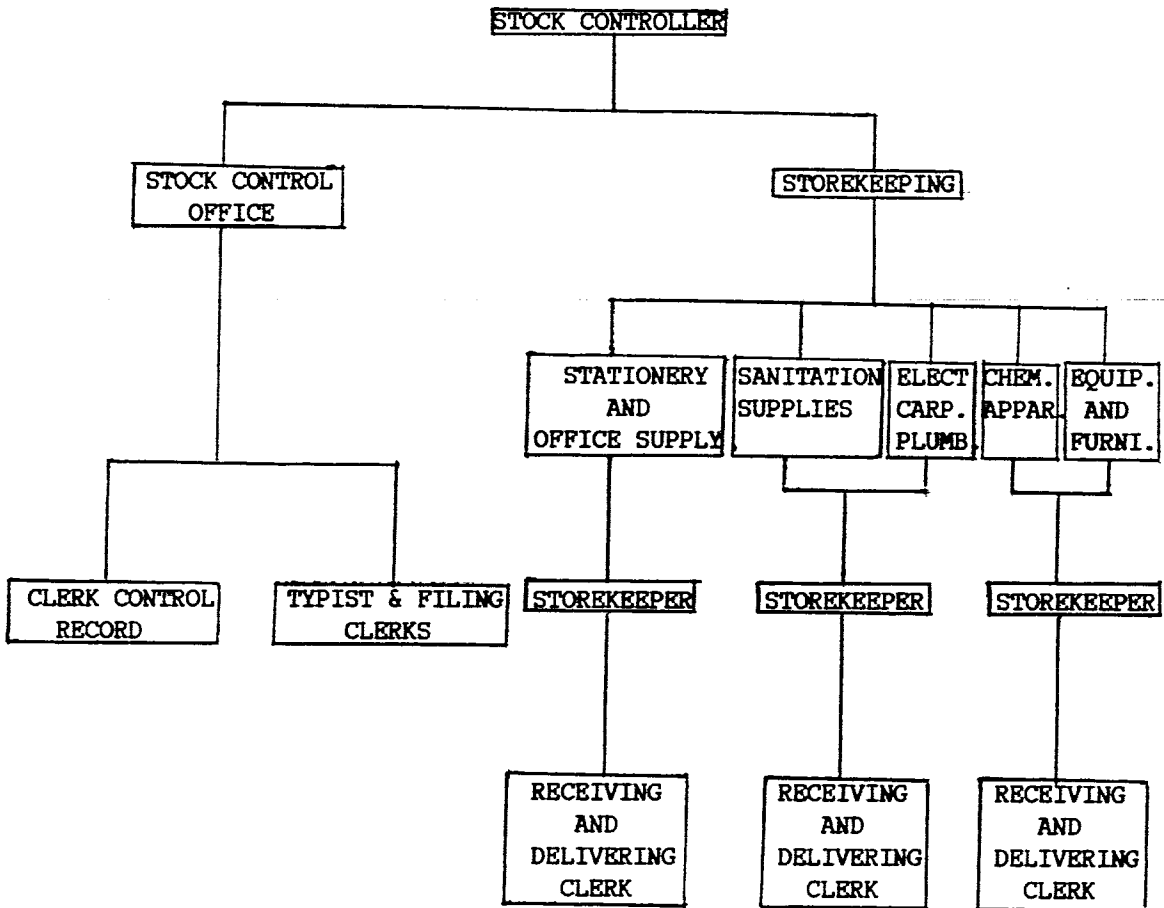 STOCK CONTROLLER
STOCK CONTROL
OFFICE
STOREKEEPING
STATIONERY
AND
OFFICE SUPPLY
SANITATION
SUPPLIES
ELECT
CARP.
PLUMB.
CHEM.
APPAR.
EQUIP.
AND
FURNI.
CLERK CONTROL
RECORD
TYPIST & FILING
CLERKS
STOREKEEPER
STOREKEEPER
STOREKEEPER
RECEIVING
AND
DELIVERING
CLERK
RECEIVING
AND
DELIVERING
CLERK
RECEIVING
AND
DELIVERING
CLERK